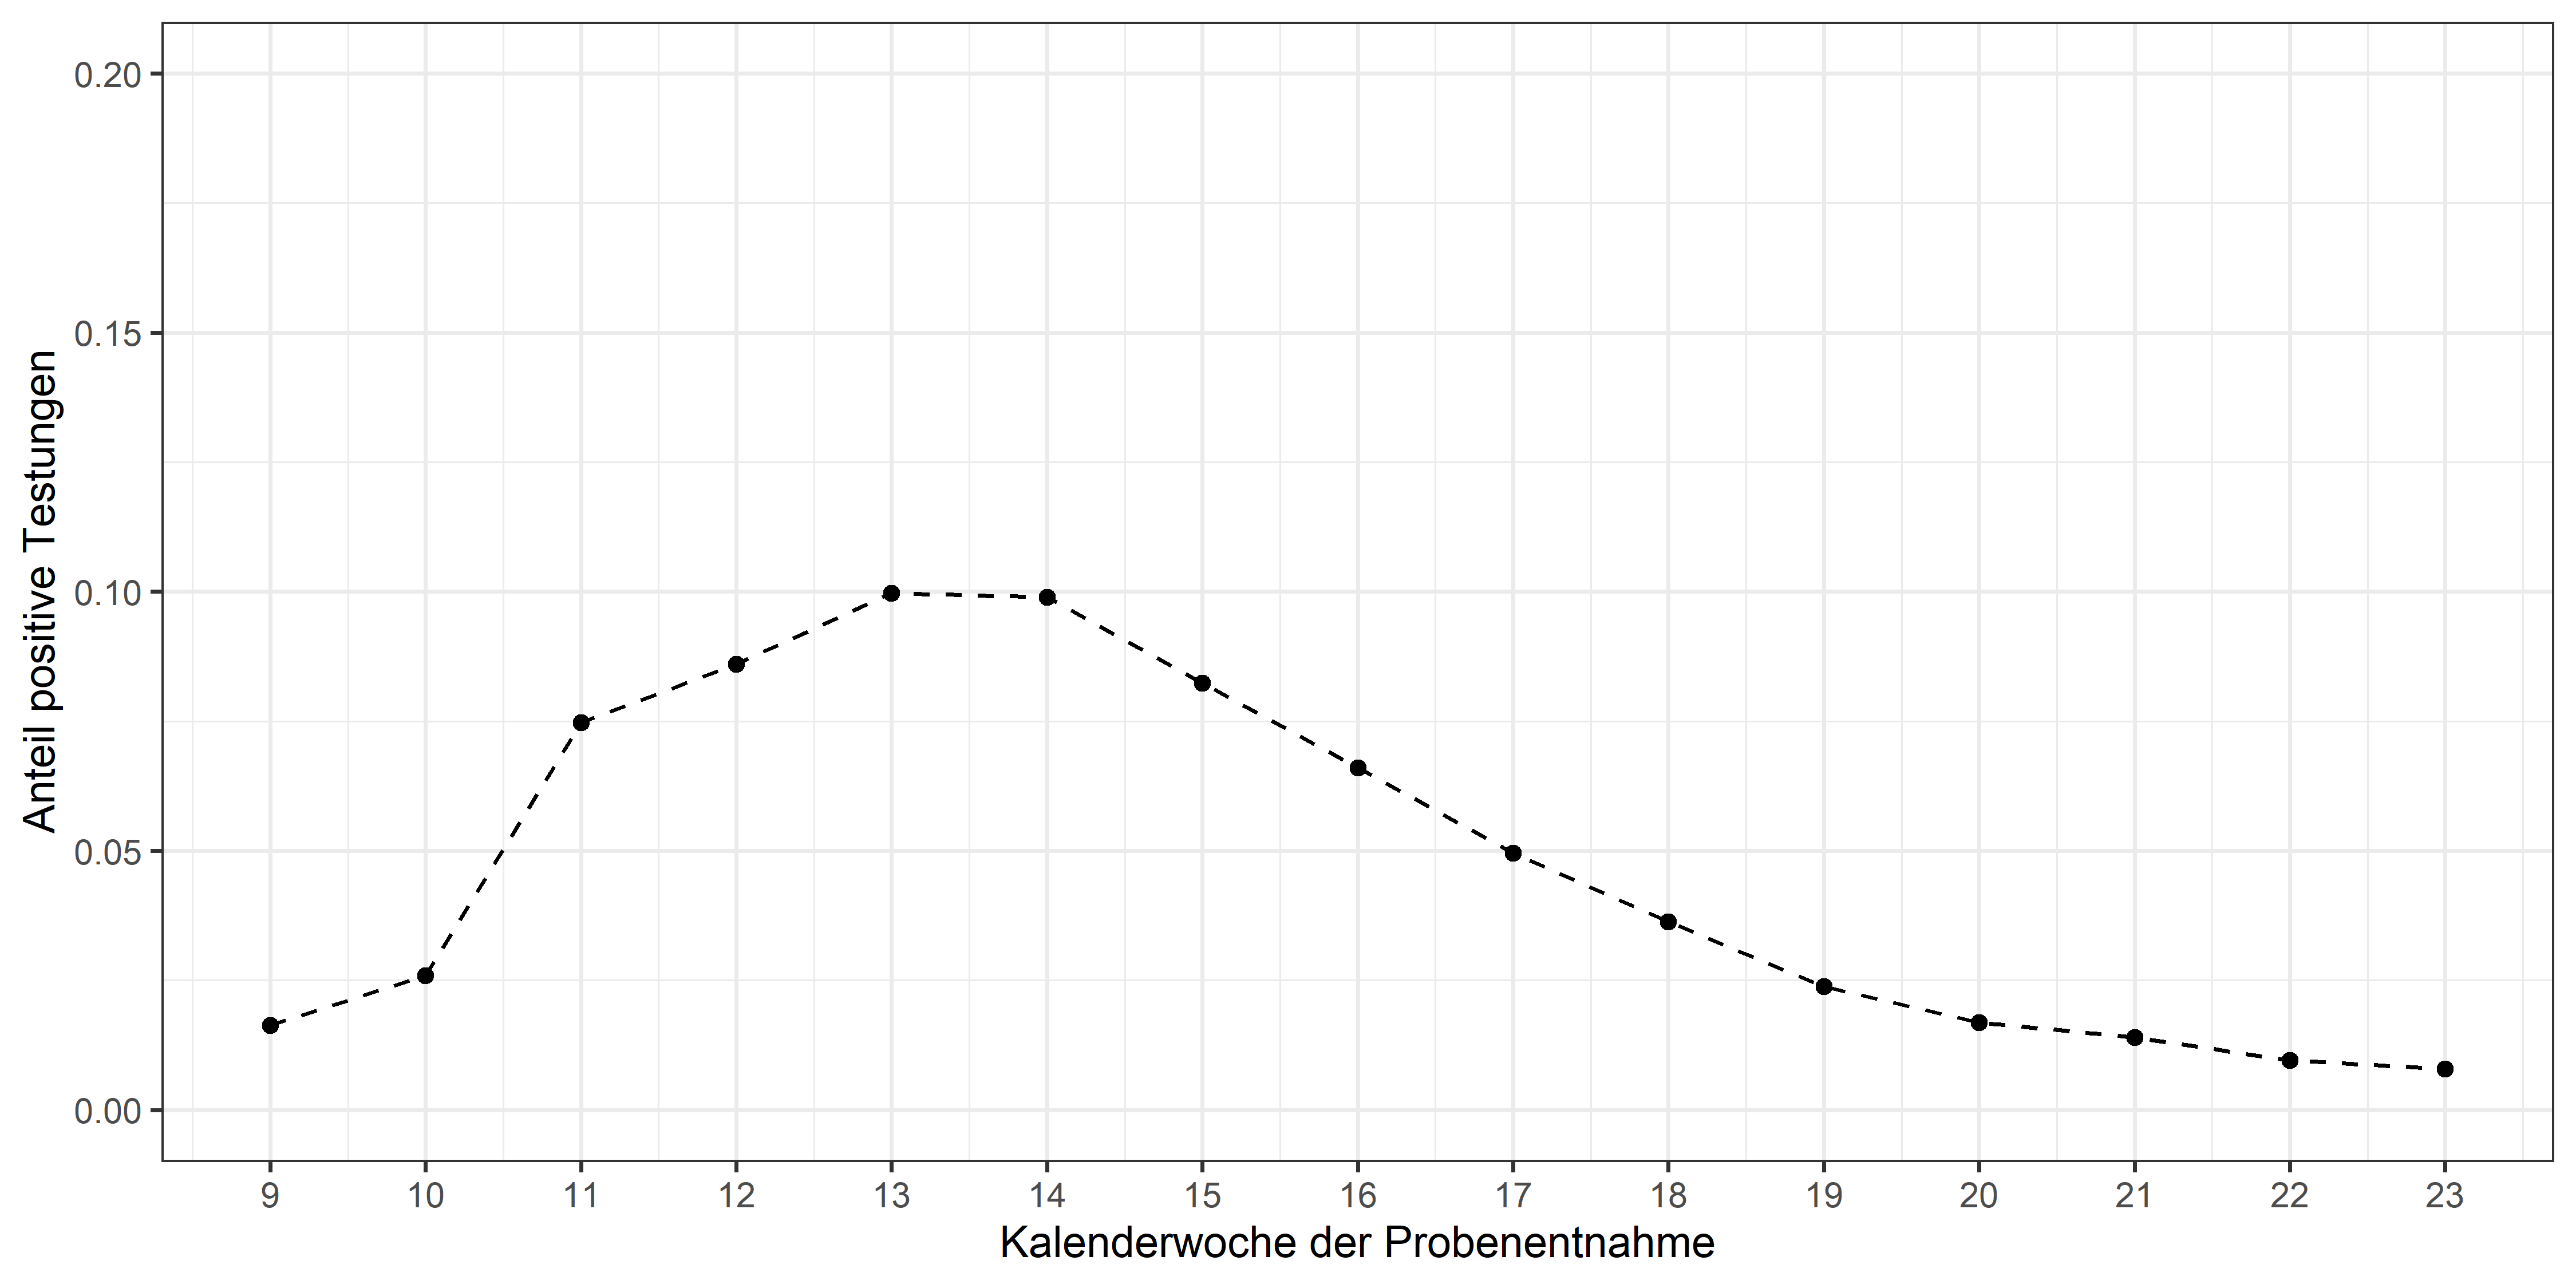 Anteil positive Testungen
0.20
0.15
0.10
0.05
0.00
9 10 11 12 13 14 15 16 17 18 19 20 21 22 23
Kalenderwoche der Probenentnahme